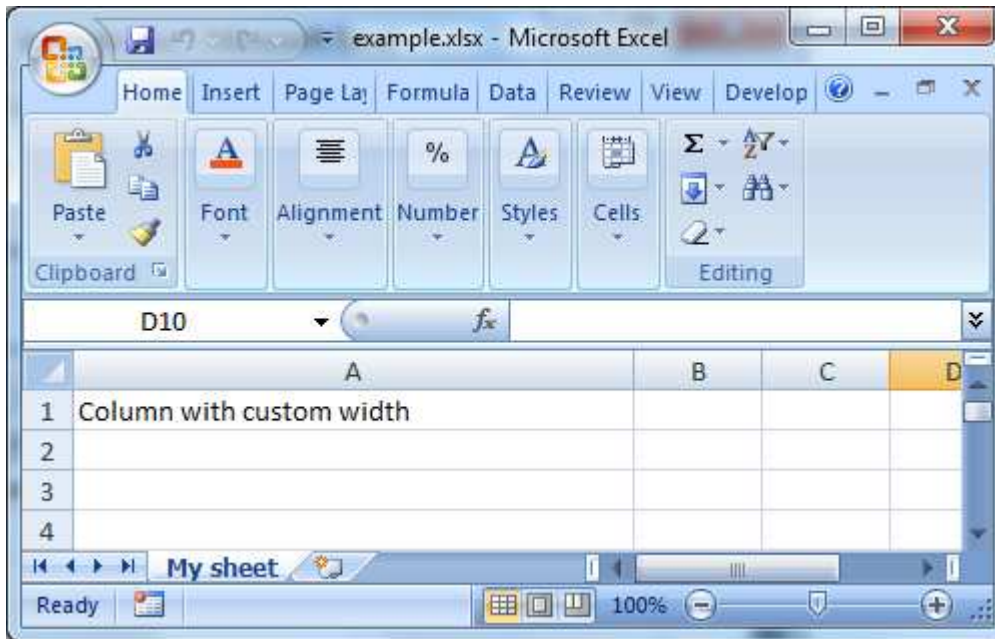 example.xlsx - Microsoft Excel
Home Insert Page Lay Formula Data Review View Develop
Paste Font Alignment Number Styles Cells Σ
Clipboard Editing
D10 fx
A B C D
1 Column with custom width
2
3
4
My sheet
Ready 100%